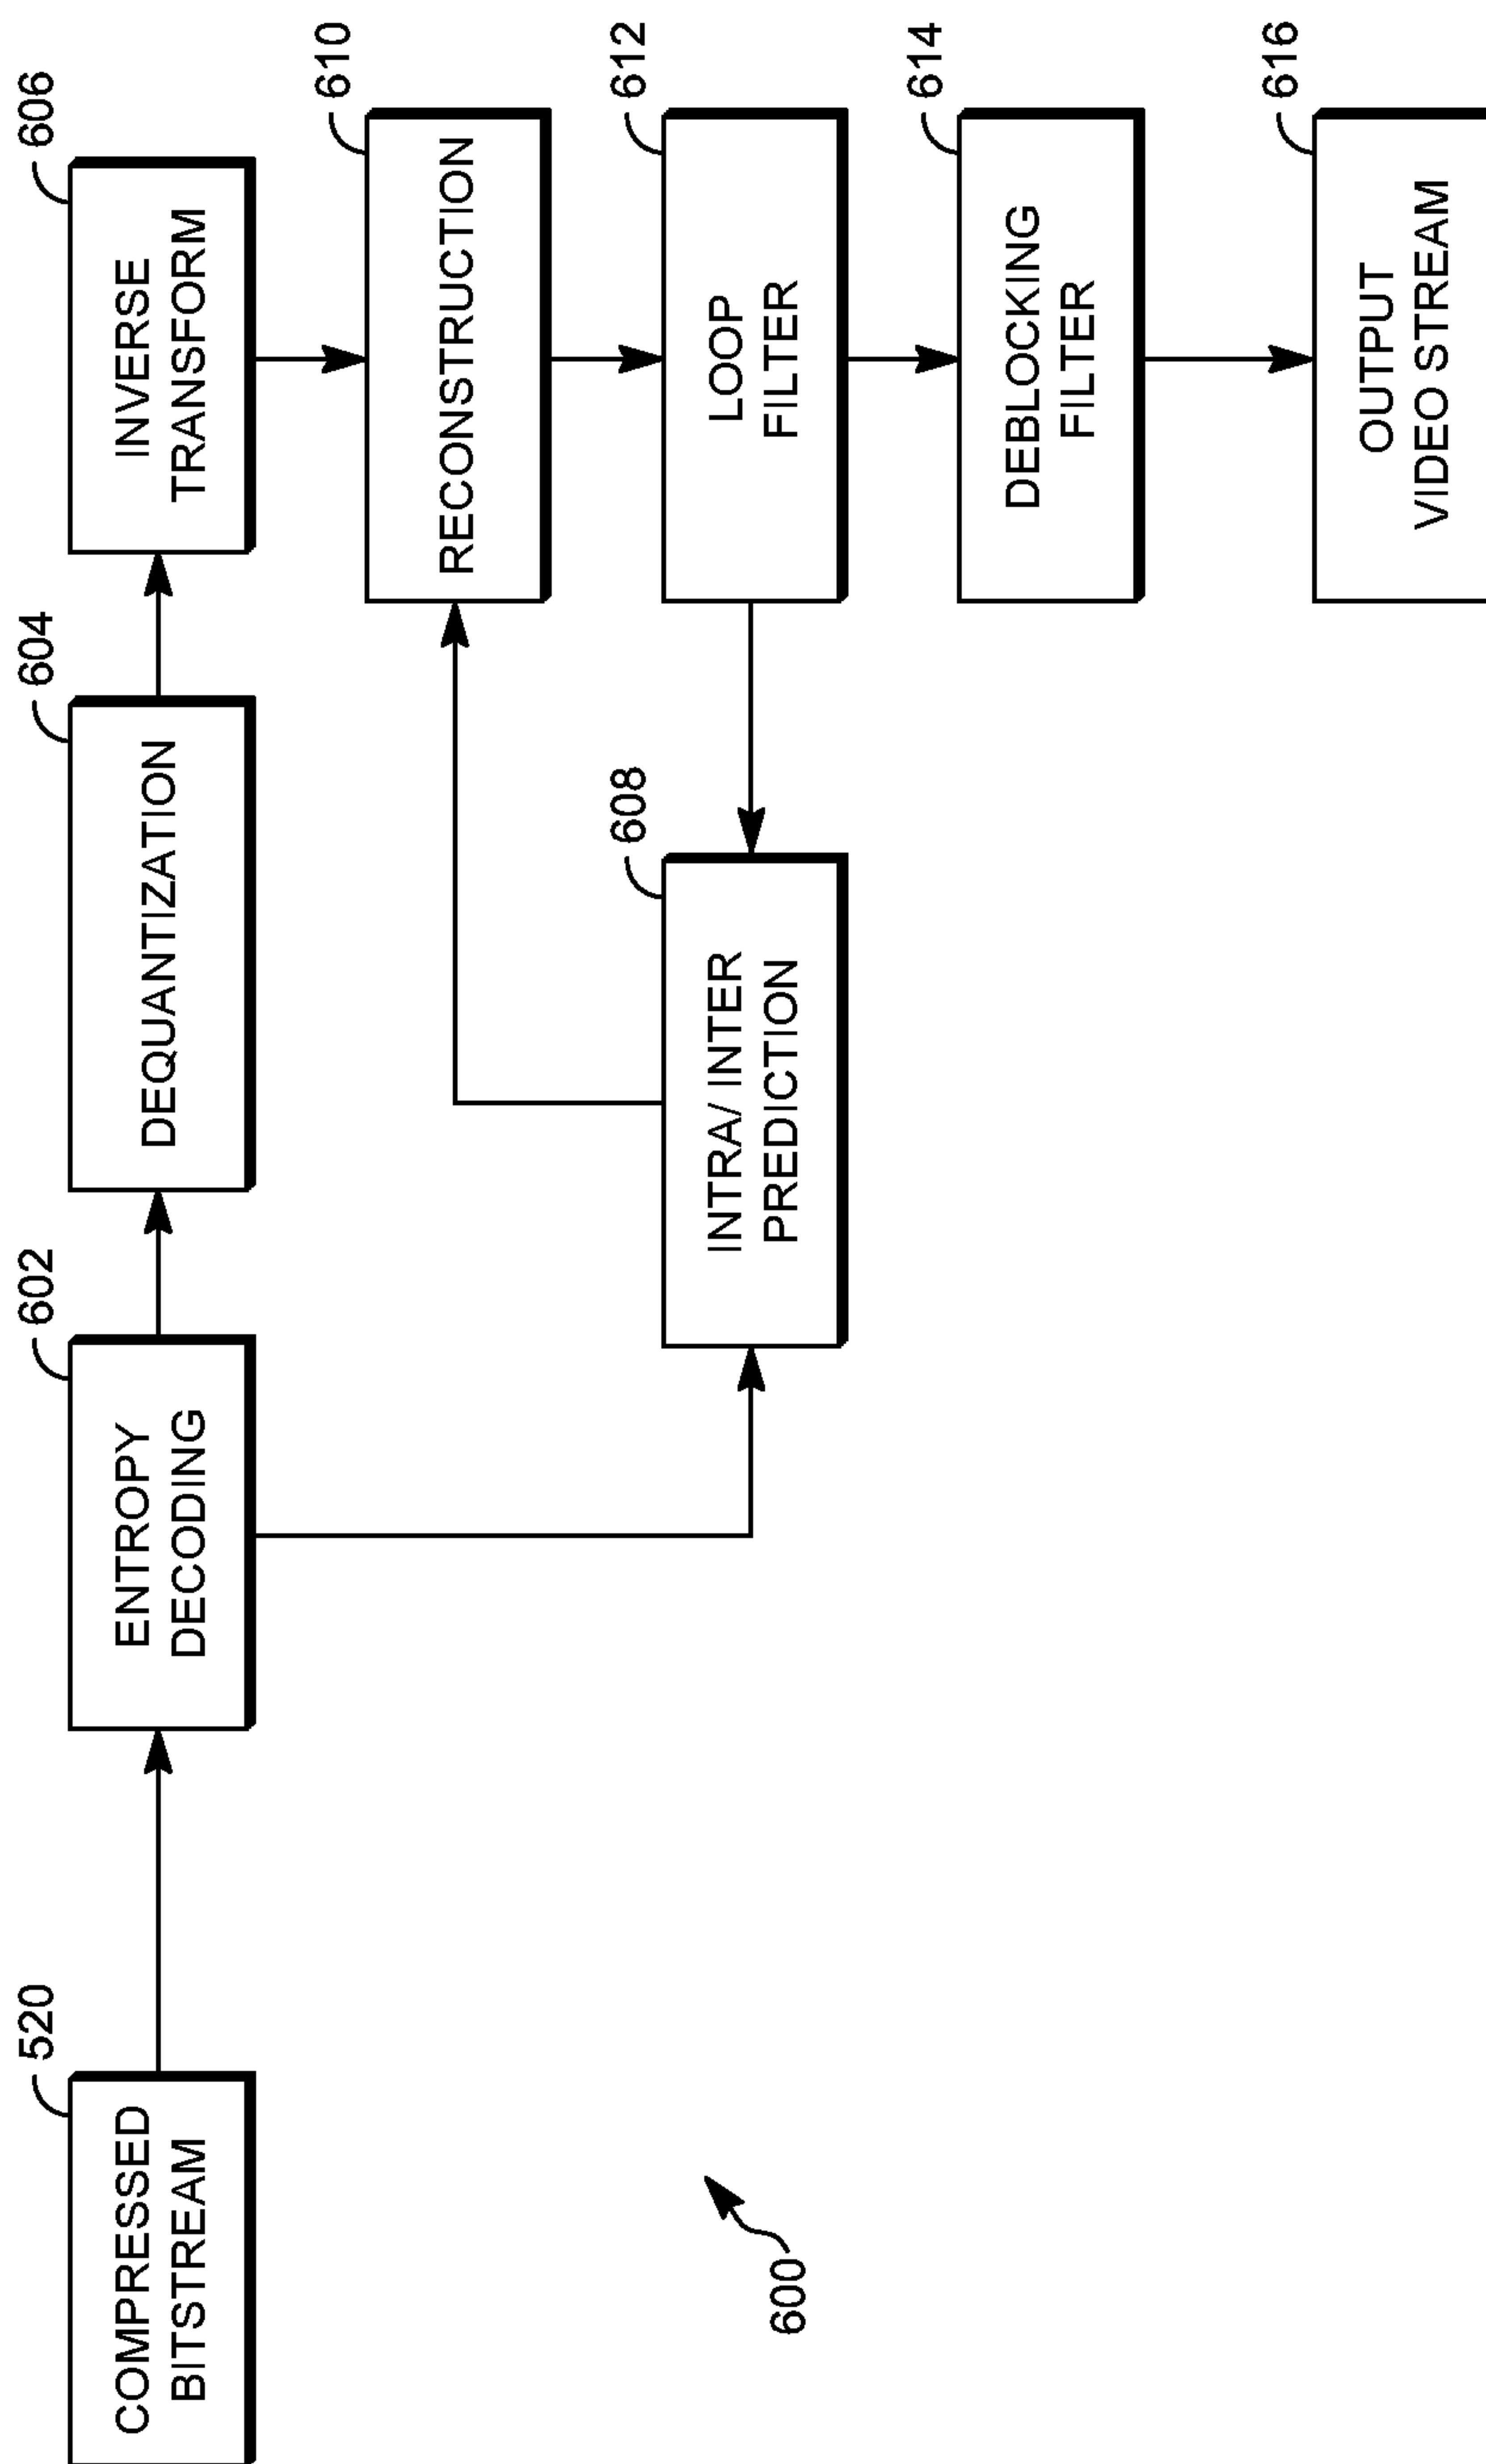 520
COMPRESSED
BITSTREAM
602
ENTROPY
DECODING
604
DEQUANTIZATION
606
INVERSE
TRANSFORM
608
INTRA/ INTER
PREDICTION
610
RECONSTRUCTION
612
LOOP
FILTER
614
DEBLOCKING
FILTER
616
OUTPUT
VIDEO STREAM
600